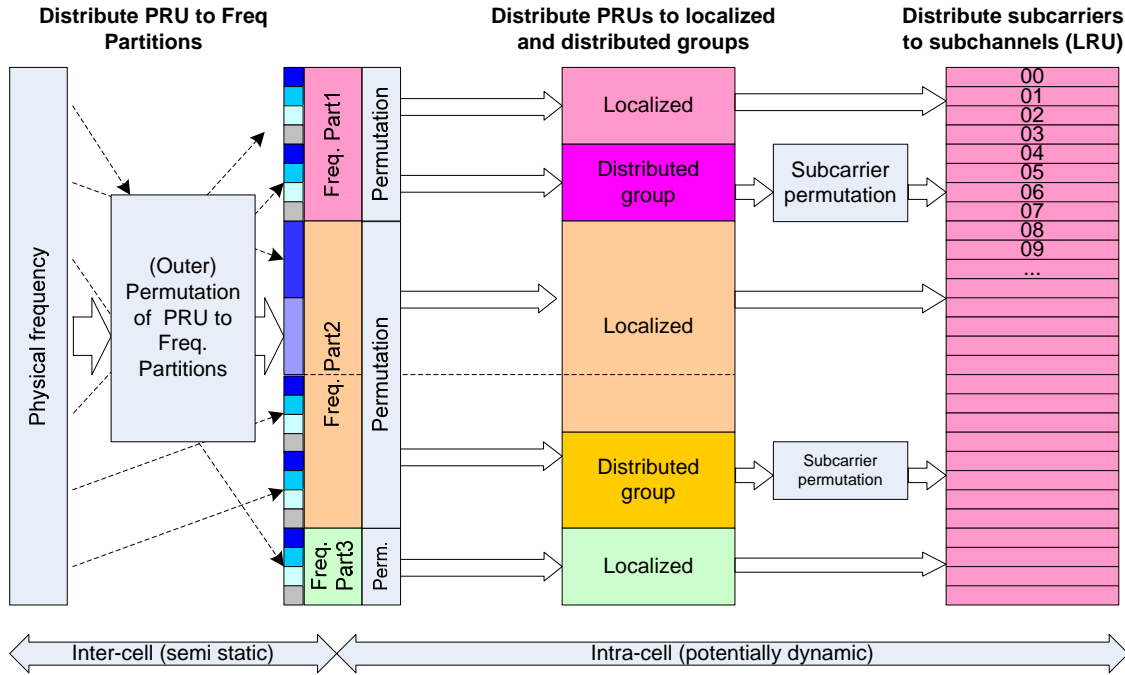 Distribute PRU to Freq
Partitions
Distribute PRUs to localized
and distributed groups
Distribute subcarriers
to subchannels (LRU)
Physical frequency
(Outer)
Permutation
of PRU to
Freq.
Partitions
Freq. Part1
Permutation
Freq. Part2
Permutation
Freq.
Part3
Perm.
Localized
Distributed
group
Localized
Distributed
group
Localized
Subcarrier
permutation
Subcarrier
permutation
00
01
02
03
04
05
06
07
08
09
...
Inter-cell (semi static)
Intra-cell (potentially dynamic)